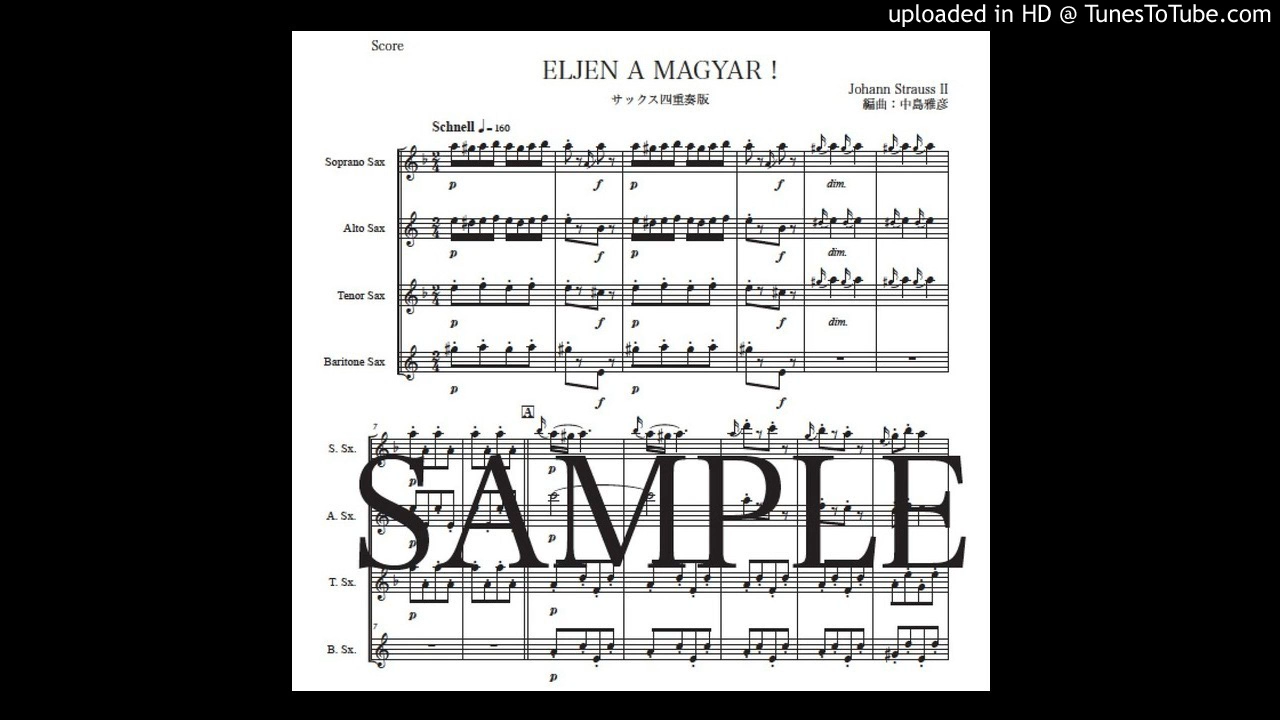 uploaded in HD @ TunesToTube.com
Score
ELJEN A MAGYAR !
サックス四重奏版
Johann Strauss II
編曲：中島雅彦
Schnell ♩=160
Soprano Sax
p f p f dim.
Alto Sax
p f p f dim.
Tenor Sax
p f p f dim.
Baritone Sax
p f p f
A
7
S. Sx.
p p
SAMPLE
A. Sx.
p p
T. Sx.
p p
7
B. Sx.
p